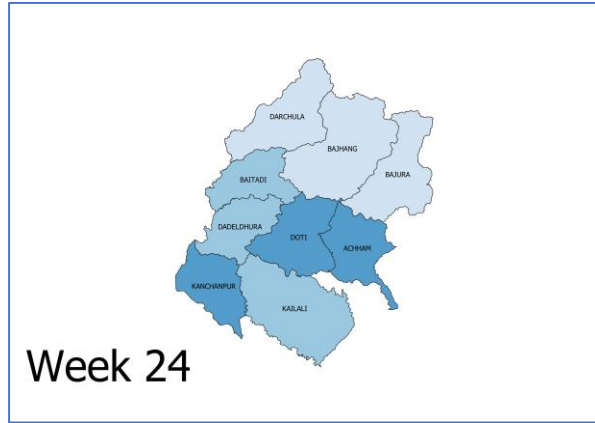 DARCHULA
BAJHANG
BAJURA
BAITADI
DADELDHURA
DOTI
ACHHAM
KANCHANPUR
KAILALI
Week 24